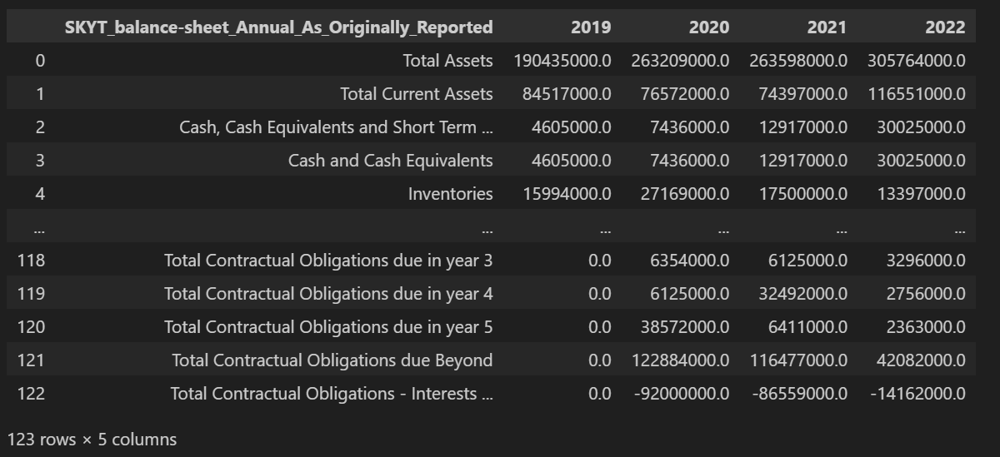 SKYT_balance-sheet_Annual_As_Originally_Reported 2019 2020 2021 2022
0 Total Assets 190435000.0 263209000.0 263598000.0 305764000.0
1 Total Current Assets 84517000.0 76572000.0 74397000.0 116551000.0
2 Cash, Cash Equivalents and Short Term ... 4605000.0 7436000.0 12917000.0 30025000.0
3 Cash and Cash Equivalents 4605000.0 7436000.0 12917000.0 30025000.0
4 Inventories 15994000.0 27169000.0 17500000.0 13397000.0
... ... ... ... ... ...
118 Total Contractual Obligations due in year 3 0.0 6354000.0 6125000.0 3296000.0
119 Total Contractual Obligations due in year 4 0.0 6125000.0 32492000.0 2756000.0
120 Total Contractual Obligations due in year 5 0.0 38572000.0 6411000.0 2363000.0
121 Total Contractual Obligations due Beyond 0.0 122884000.0 116477000.0 42082000.0
122 Total Contractual Obligations - Interests ... 0.0 -92000000.0 -86559000.0 -14162000.0
123 rows × 5 columns